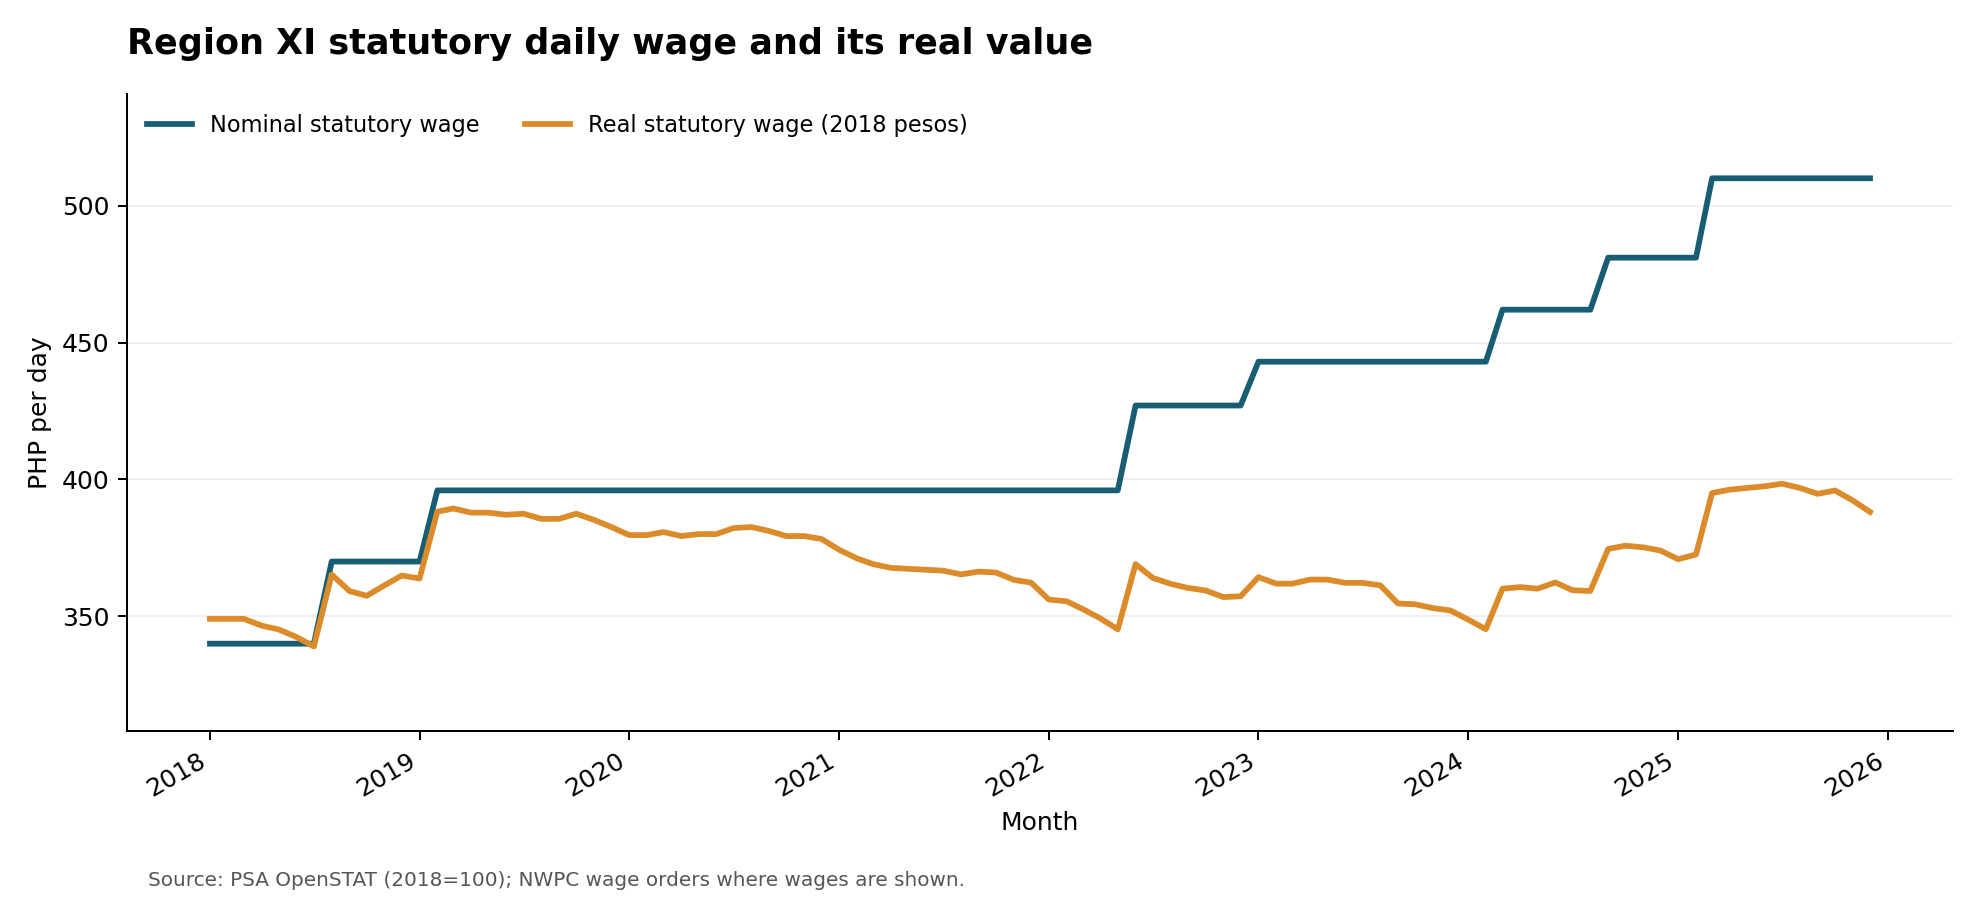 Region XI statutory daily wage and its real value
Nominal statutory wage
Real statutory wage (2018 pesos)
PHP per day
500
450
400
350
2018
2019
2020
2021
2022
2023
2024
2025
2026
Month
Source: PSA OpenSTAT (2018=100); NWPC wage orders where wages are shown.